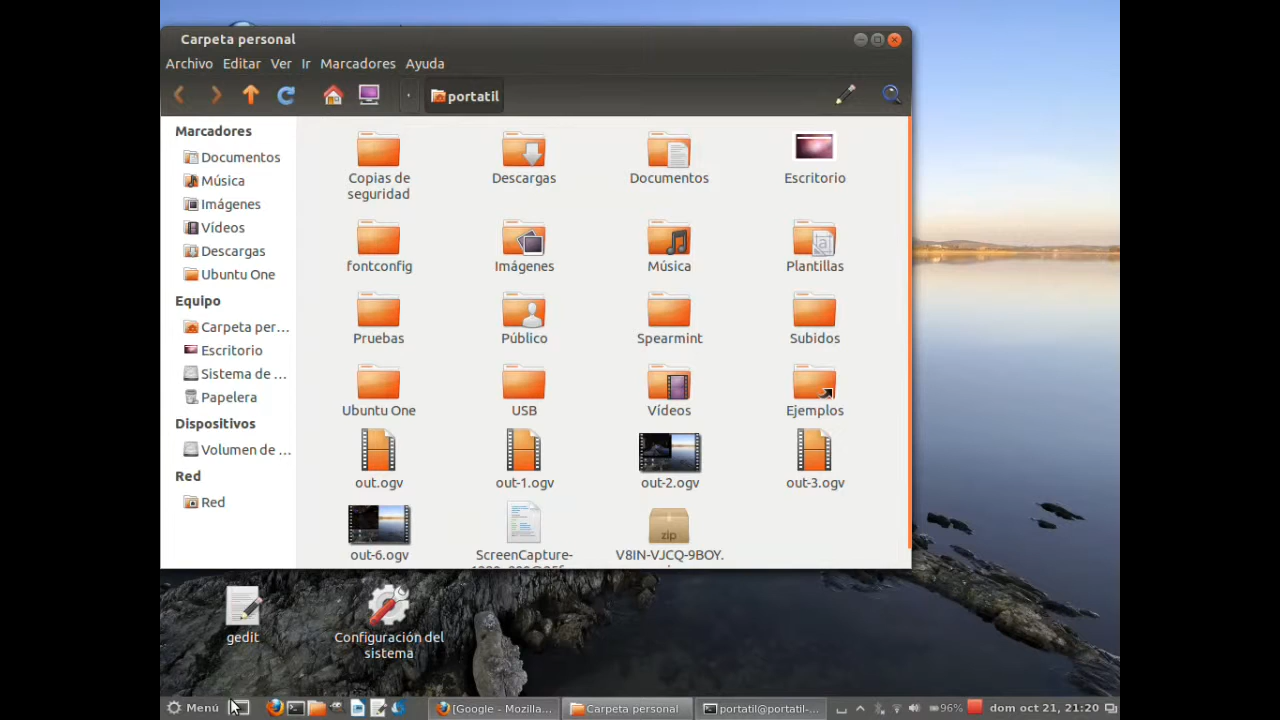 Carpeta personal
Archivo Editar Ver Ir Marcadores Ayuda
portatil
Marcadores
Documentos
Música
Imágenes
Vídeos
Descargas
Ubuntu One
Equipo
Carpeta per...
Escritorio
Sistema de ...
Papelera
Dispositivos
Volumen de ...
Red
Red
Copias de
seguridad
Descargas
Documentos
Escritorio
fontconfig
Imágenes
Música
Plantillas
Pruebas
Público
Spearmint
Subidos
Ubuntu One
USB
Vídeos
Ejemplos
out.ogv
out-1.ogv
out-2.ogv
out-3.ogv
out-6.ogv
ScreenCapture-
zip
V8IN-VJCQ-9BOY.
gedit
Configuración del
sistema
Menú
[Google - Mozilla...
Carpeta personal
portatil@portatil-...
96%
dom oct 21, 21:20